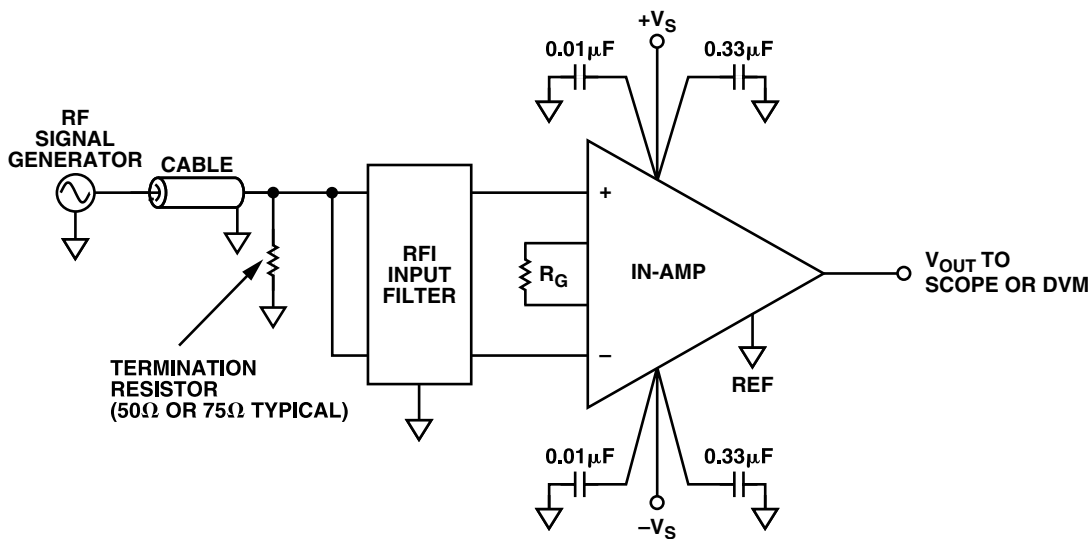 +VS
0.01µF
0.33µF
RF
SIGNAL
GENERATOR
CABLE
+
RFI
INPUT
FILTER
RG
IN-AMP
VOUT TO
SCOPE OR DVM
–
REF
TERMINATION
RESISTOR
(50Ω OR 75Ω TYPICAL)
0.01µF
0.33µF
–VS